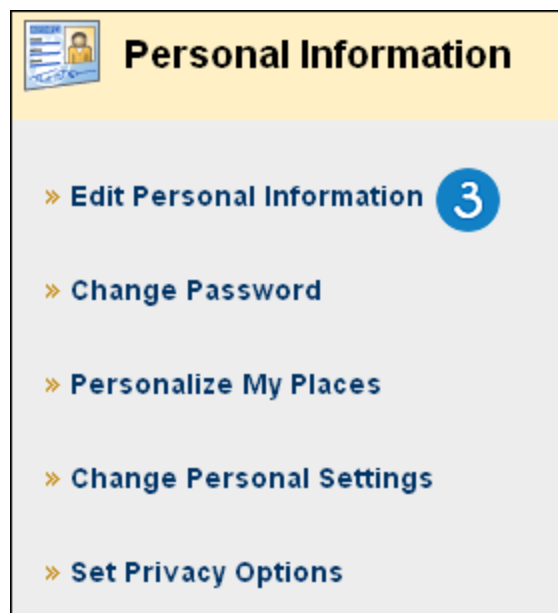 Personal Information
» Edit Personal Information 3
» Change Password
» Personalize My Places
» Change Personal Settings
» Set Privacy Options